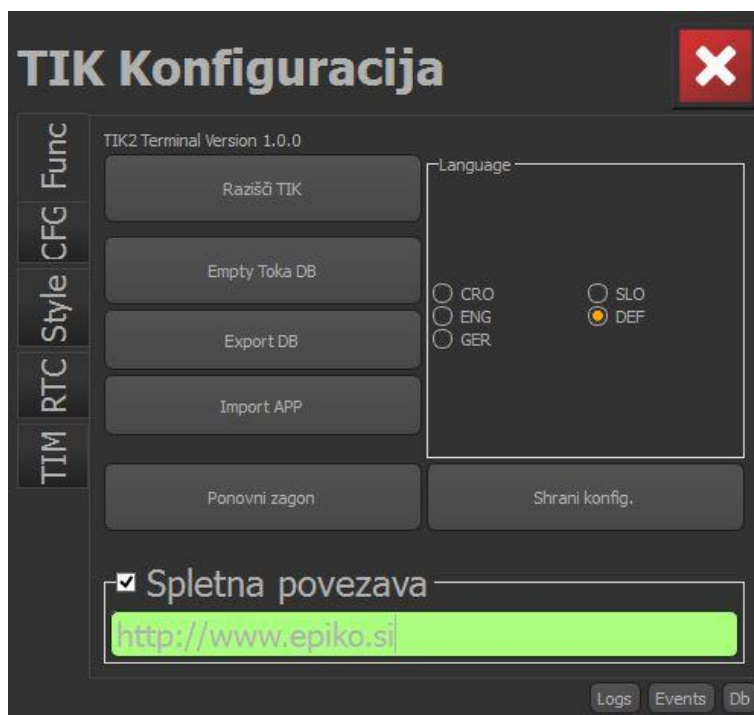 TIK Konfiguracija
Func
CFG
Style
RTC
TIM
TIK2 Terminal Version 1.0.0
Razišči TIK
Empty Toka DB
Export DB
Import APP
Language
CRO
SLO
ENG
DEF
GER
Ponovni zagon
Shrani konfig.
Spletna povezava
http://www.epiko.si
Logs
Events
Db